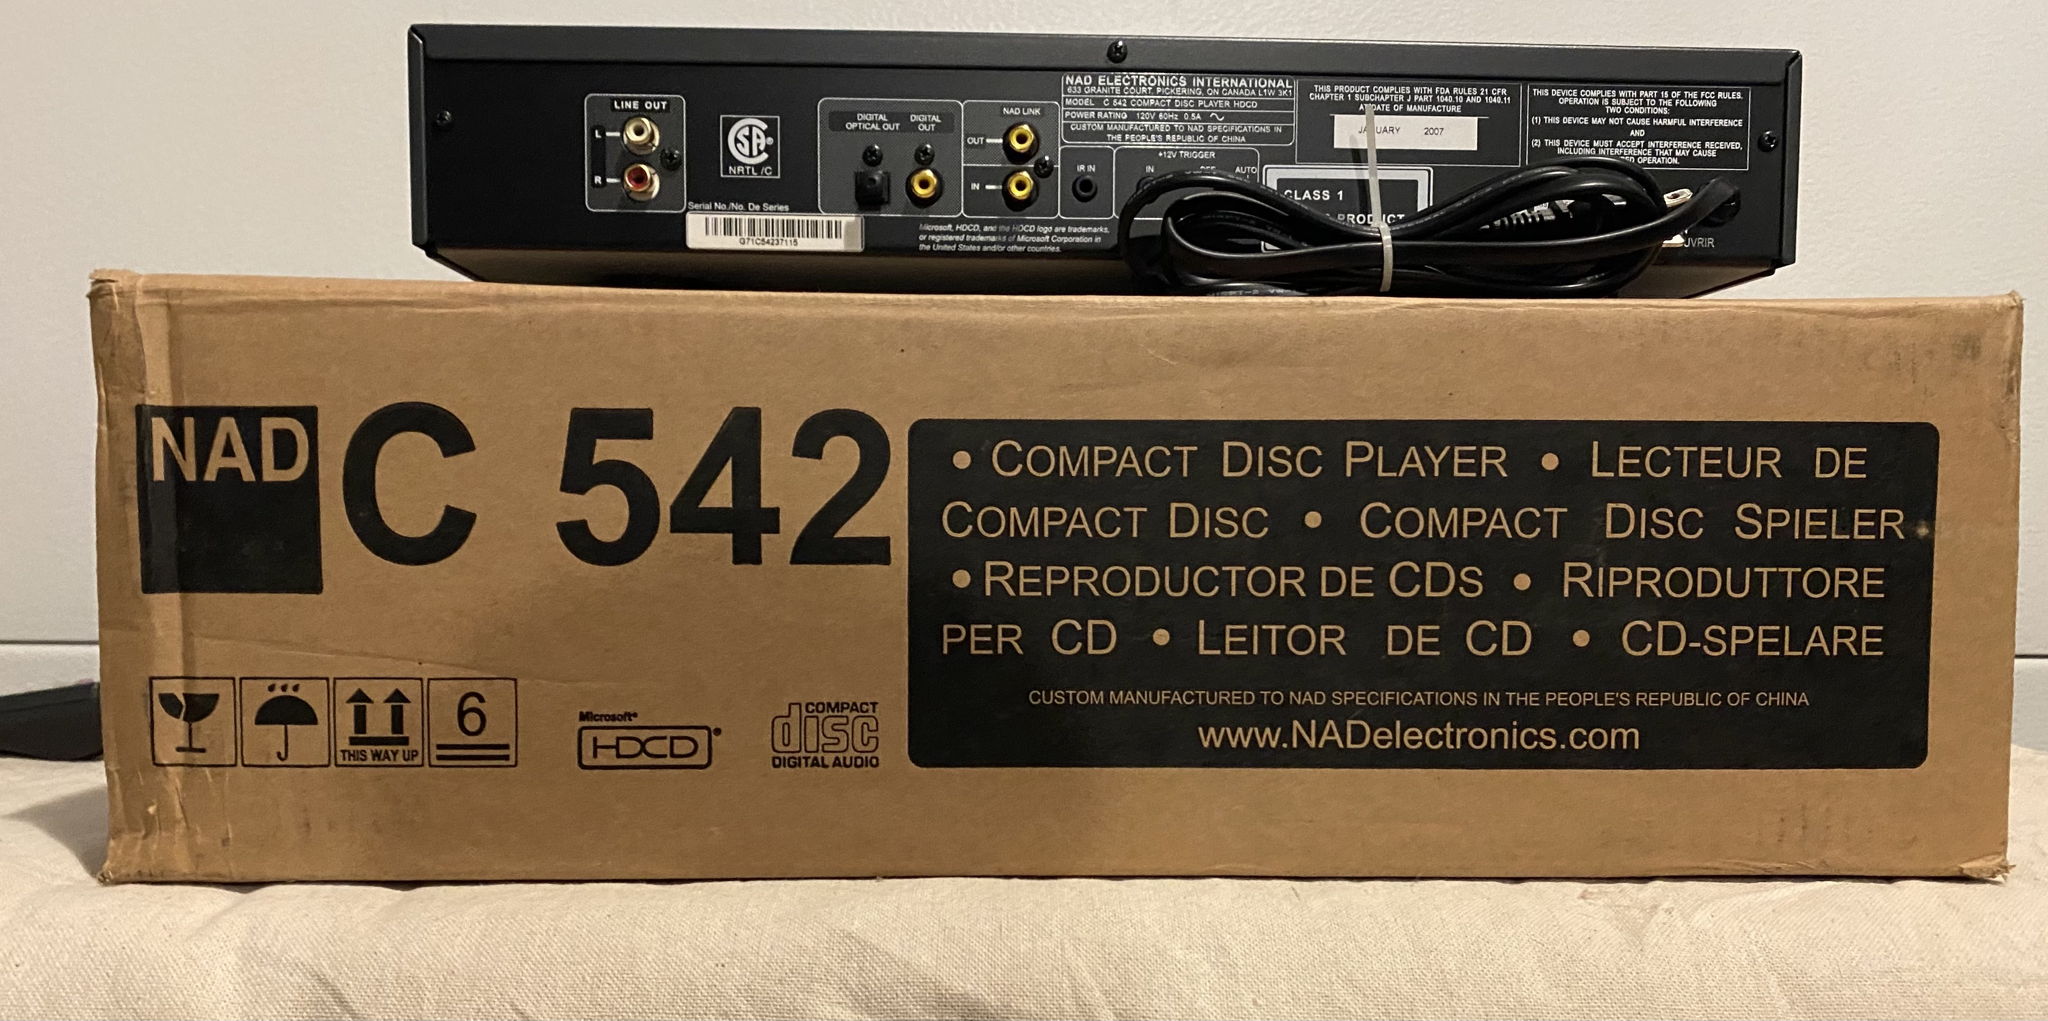 LINE OUT
L
R
CSA®
NRTL /C
Serial No./No. De Series
G71C54237115
DIGITAL OPTICAL OUT
DIGITAL OUT
NAD LINK
OUT
IN
Microsoft, HDCD, and the HDCD logo are trademarks,
or registered trademarks of Microsoft Corporation in
the United States and/or other countries.
NAD ELECTRONICS INTERNATIONAL
633 GRANITE COURT, PICKERING, ON CANADA L1W 3K1
MODEL C 542 COMPACT DISC PLAYER HDCD
POWER RATING 120V 60Hz 0.5A
CUSTOM MANUFACTURED TO NAD SPECIFICATIONS IN
THE PEOPLE'S REPUBLIC OF CHINA
IR IN
+12V TRIGGER
IN
AUTO
THIS PRODUCT COMPLIES WITH FDA RULES 21 CFR
CHAPTER 1 SUBCHAPTER J PART 1040.10 AND 1040.11
AT DATE OF MANUFACTURE
JANUARY 2007
THIS DEVICE COMPLIES WITH PART 15 OF THE FCC RULES.
OPERATION IS SUBJECT TO THE FOLLOWING
TWO CONDITIONS:
(1) THIS DEVICE MAY NOT CAUSE HARMFUL INTERFERENCE
AND
(2) THIS DEVICE MUST ACCEPT INTERFERENCE RECEIVED,
INCLUDING INTERFERENCE THAT MAY CAUSE
OPERATION.
CLASS 1
PRODUCT
NAD
C 542
• COMPACT DISC PLAYER • LECTEUR DE
COMPACT DISC • COMPACT DISC SPIELER
• REPRODUCTOR DE CDS • RIPRODUTTORE
PER CD • LEITOR DE CD • CD-SPELARE
CUSTOM MANUFACTURED TO NAD SPECIFICATIONS IN THE PEOPLE'S REPUBLIC OF CHINA
www.NADelectronics.com
THIS WAY UP
6
Microsoft®
HDCD®
COMPACT
disc
DIGITAL AUDIO